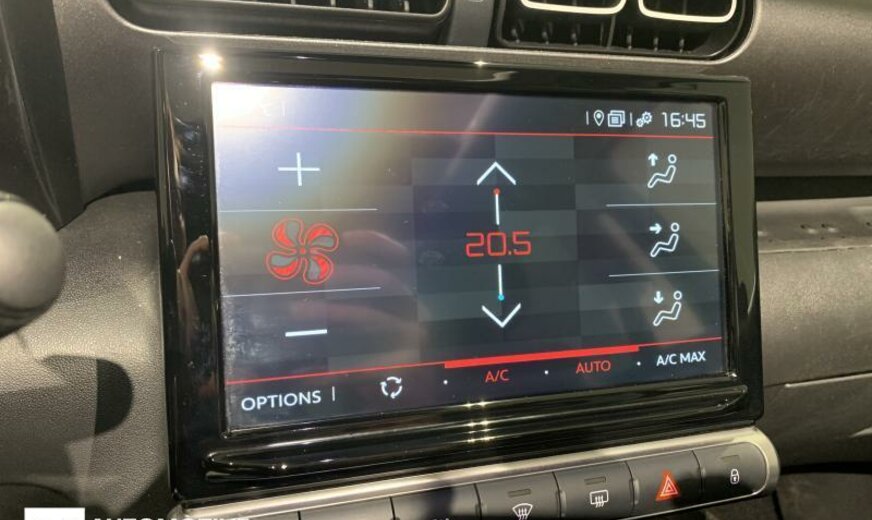 16:45
20.5
OPTIONS
A/C
AUTO
A/C MAX